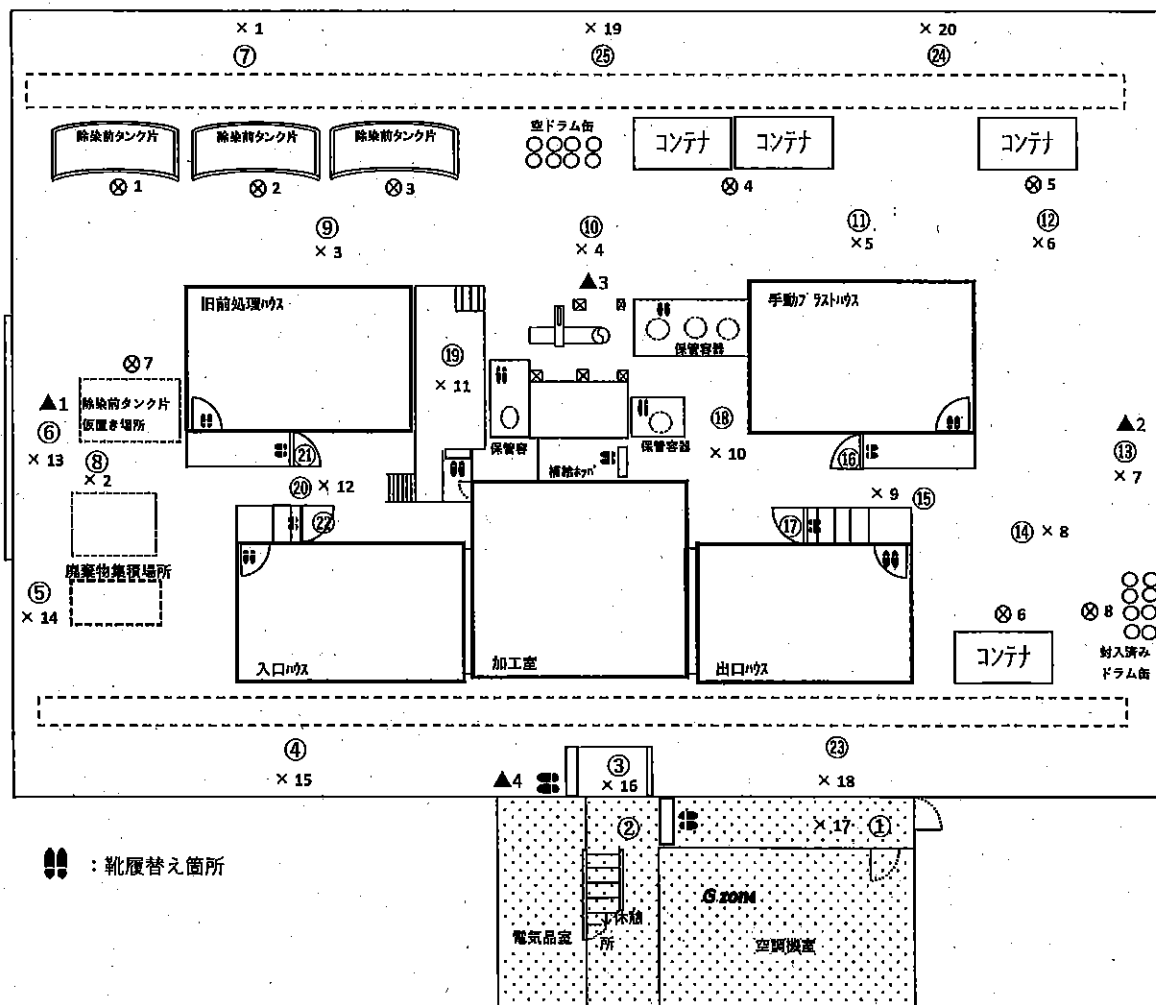 × 1
× 19
× 20
⑦
㉕
㉔
除染前タンク片
除染前タンク片
除染前タンク片
空ドラム缶
コンテナ
コンテナ
コンテナ
⊗ 1
⊗ 2
⊗ 3
⊗ 4
⊗ 5
⑨
× 3
⑩
× 4
⑪
×5
⑫
×6
▲3
旧前処理ハウス
手動ブラストハウス
保管容器
⑲
× 11
⊗7
除染前タンク片
仮置き場所
▲1
⑥
× 13
⑧
× 2
保管容
保管容器
⑱
× 10
▲2
⑬
× 7
㉑
補給ホッパ
⑯
⑳
× 12
× 9
⑮
㉒
⑰
⑭ × 8
廃棄物集積場所
⑤
× 14
⊗ 6
⊗ 8
コンテナ
封入済み
ドラム缶
入口ハウス
加工室
出口ハウス
④
× 15
▲4
③
× 16
㉓
× 18
②
× 17
①
：靴履替え箇所
G zone
電気品室
休憩
所
空調機室